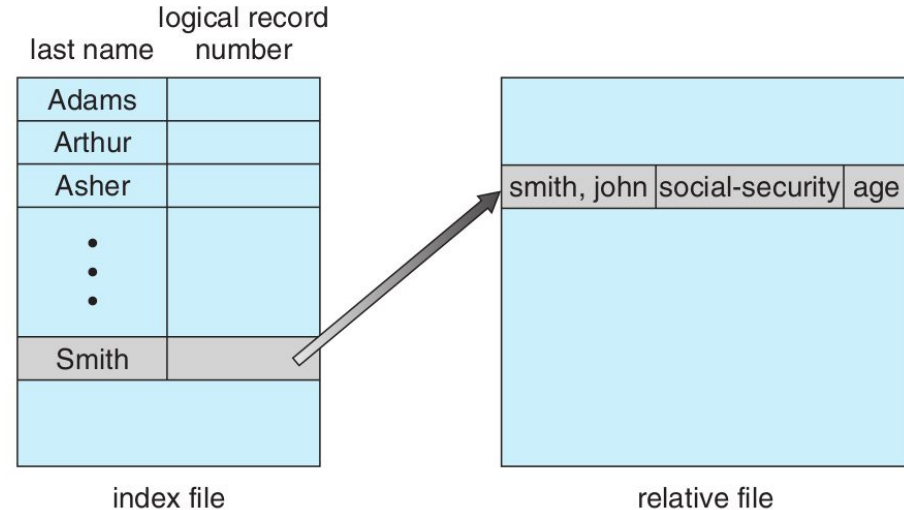 last name
logical record
number
Adams
Arthur
Asher
Smith
smith, john
social-security
age
index file
relative file